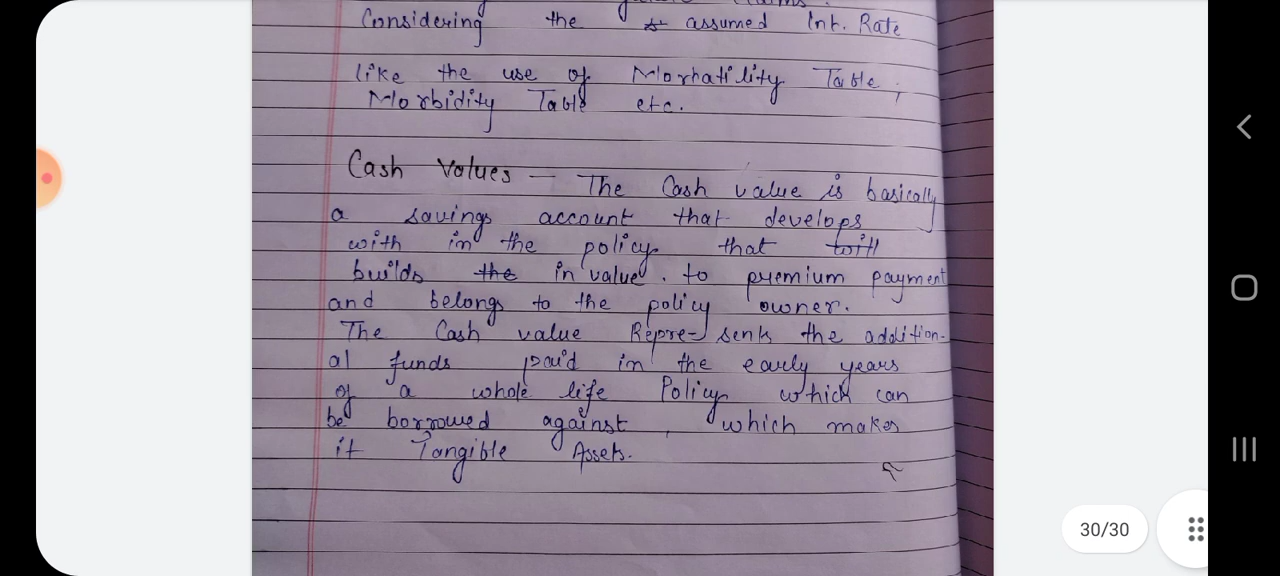 Considering the assumed Int. Rate
like the use of Mortatility Table,
Morbidity Table etc.
Cash Values — The Cash value is basically
a savings account that develops
with in the policy that will
builds the in value. to premium payment
and belongs to the policy owner.
The Cash value Repre- sents the addition-
al funds paid in the early years
of a whole life Policy which can
be borrowed against, which makes
it Tangible Assets.
30/30